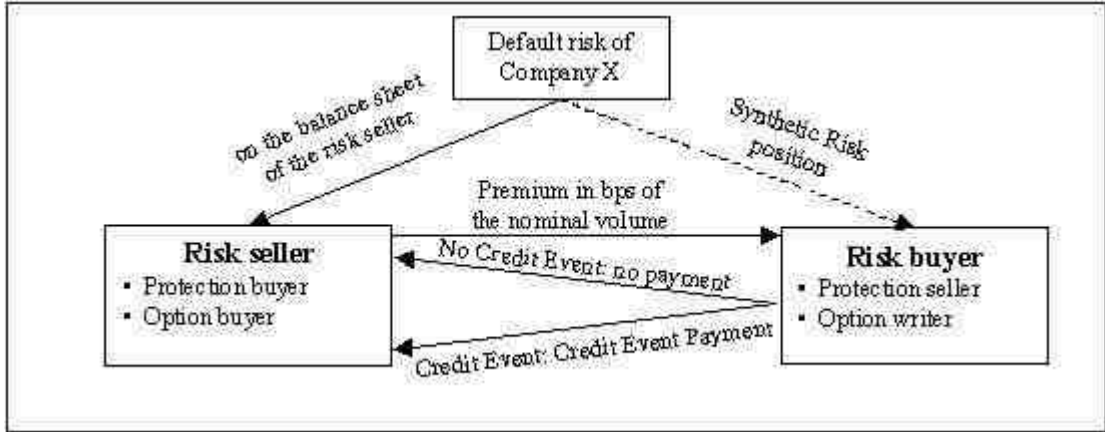 Default risk of
Company X
on the balance sheet
of the risk seller
Synthetic Risk
position
Premium in bps of
the nominal volume
Risk seller
▪ Protection buyer
▪ Option buyer
No Credit Event: no payment
Credit Event: Credit Event Payment
Risk buyer
▪ Protection seller
▪ Option writer